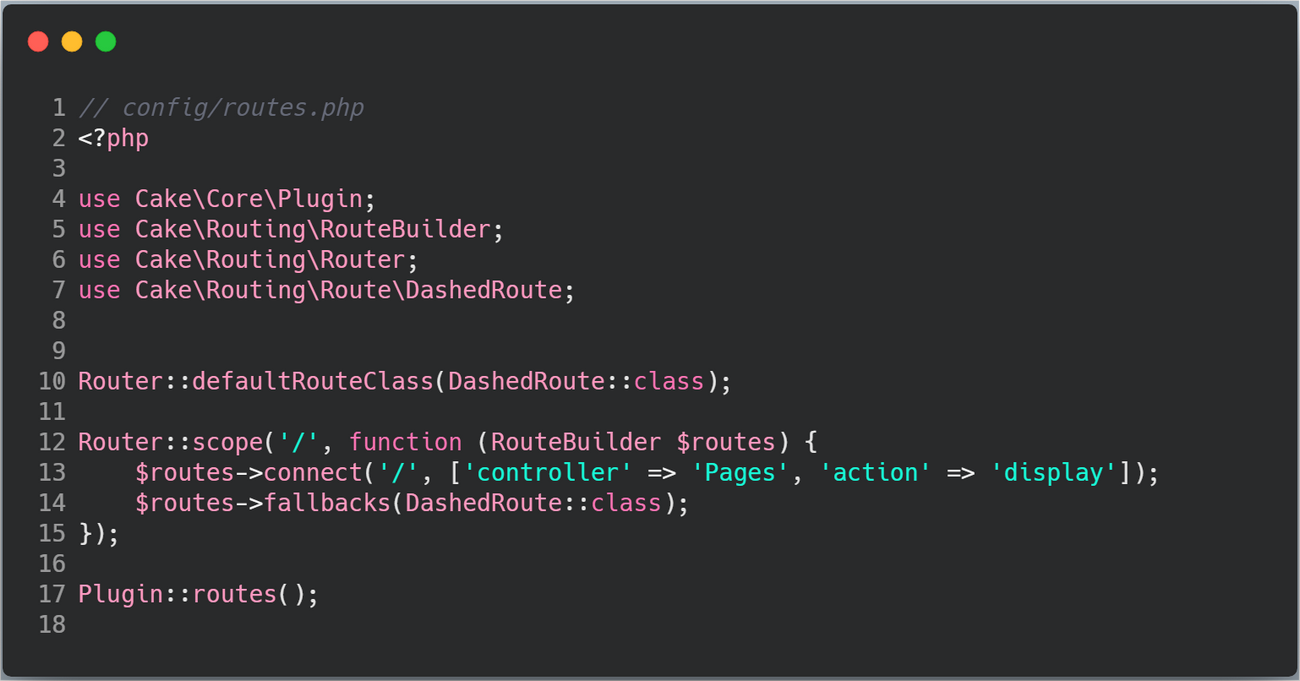 1 // config/routes.php
2 <?php
3
4 use Cake\Core\Plugin;
5 use Cake\Routing\RouteBuilder;
6 use Cake\Routing\Router;
7 use Cake\Routing\Route\DashedRoute;
8
9
10 Router::defaultRouteClass(DashedRoute::class);
11
12 Router::scope('/', function (RouteBuilder $routes) {
13     $routes->connect('/', ['controller' => 'Pages', 'action' => 'display']);
14     $routes->fallbacks(DashedRoute::class);
15 });
16
17 Plugin::routes();
18